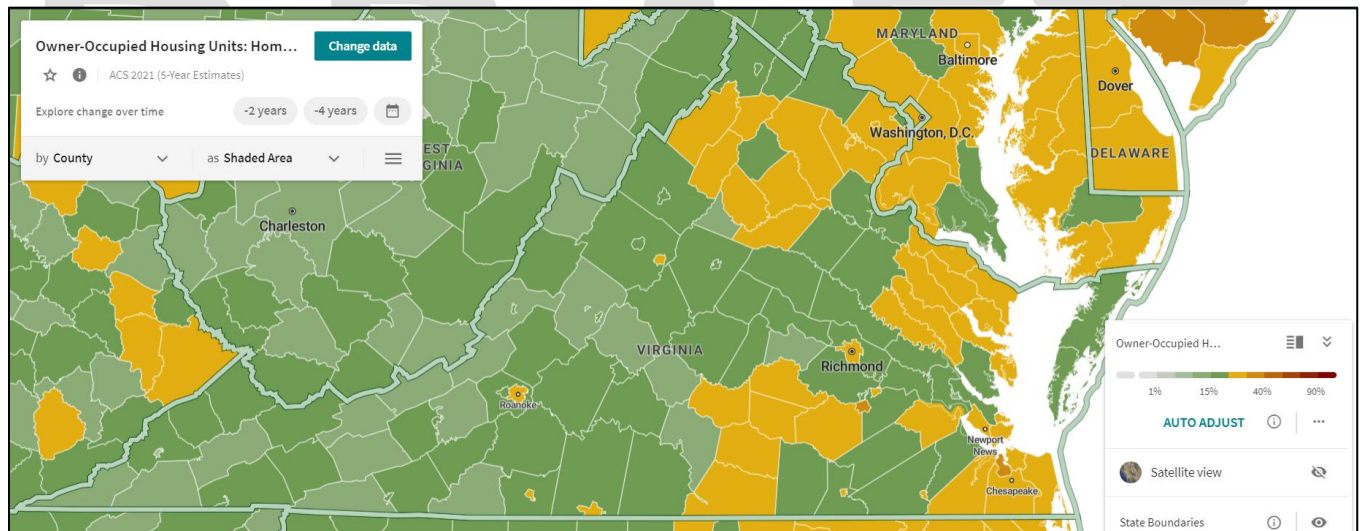 Owner-Occupied Housing Units: Hom...
Change data
ACS 2021 (5-Year Estimates)
Explore change over time
-2 years
-4 years
by County
as Shaded Area
MARYLAND
Baltimore
Dover
Washington, D.C.
DELAWARE
EST
GINIA
Charleston
VIRGINIA
Richmond
Roanoke
Newport
News
Chesapeake
Owner-Occupied H...
1% 15% 40% 90%
AUTO ADJUST
Satellite view
State Boundaries